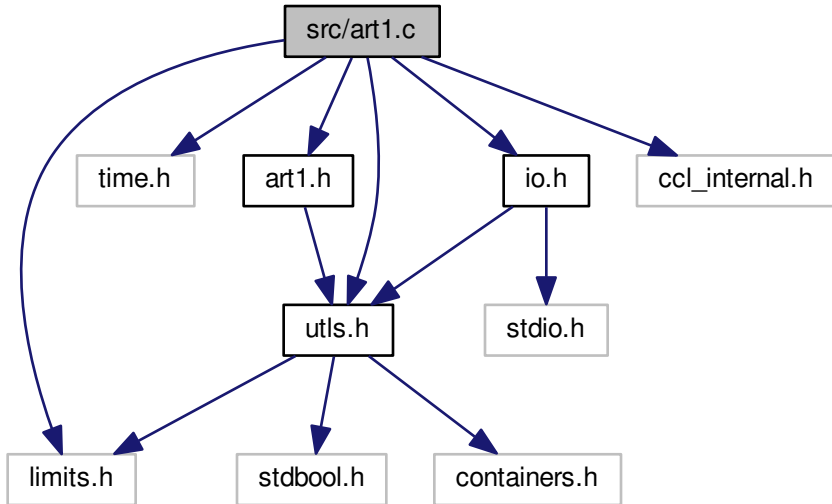 src/art1.c
time.h
art1.h
io.h
ccl_internal.h
utls.h
stdio.h
limits.h
stdbool.h
containers.h